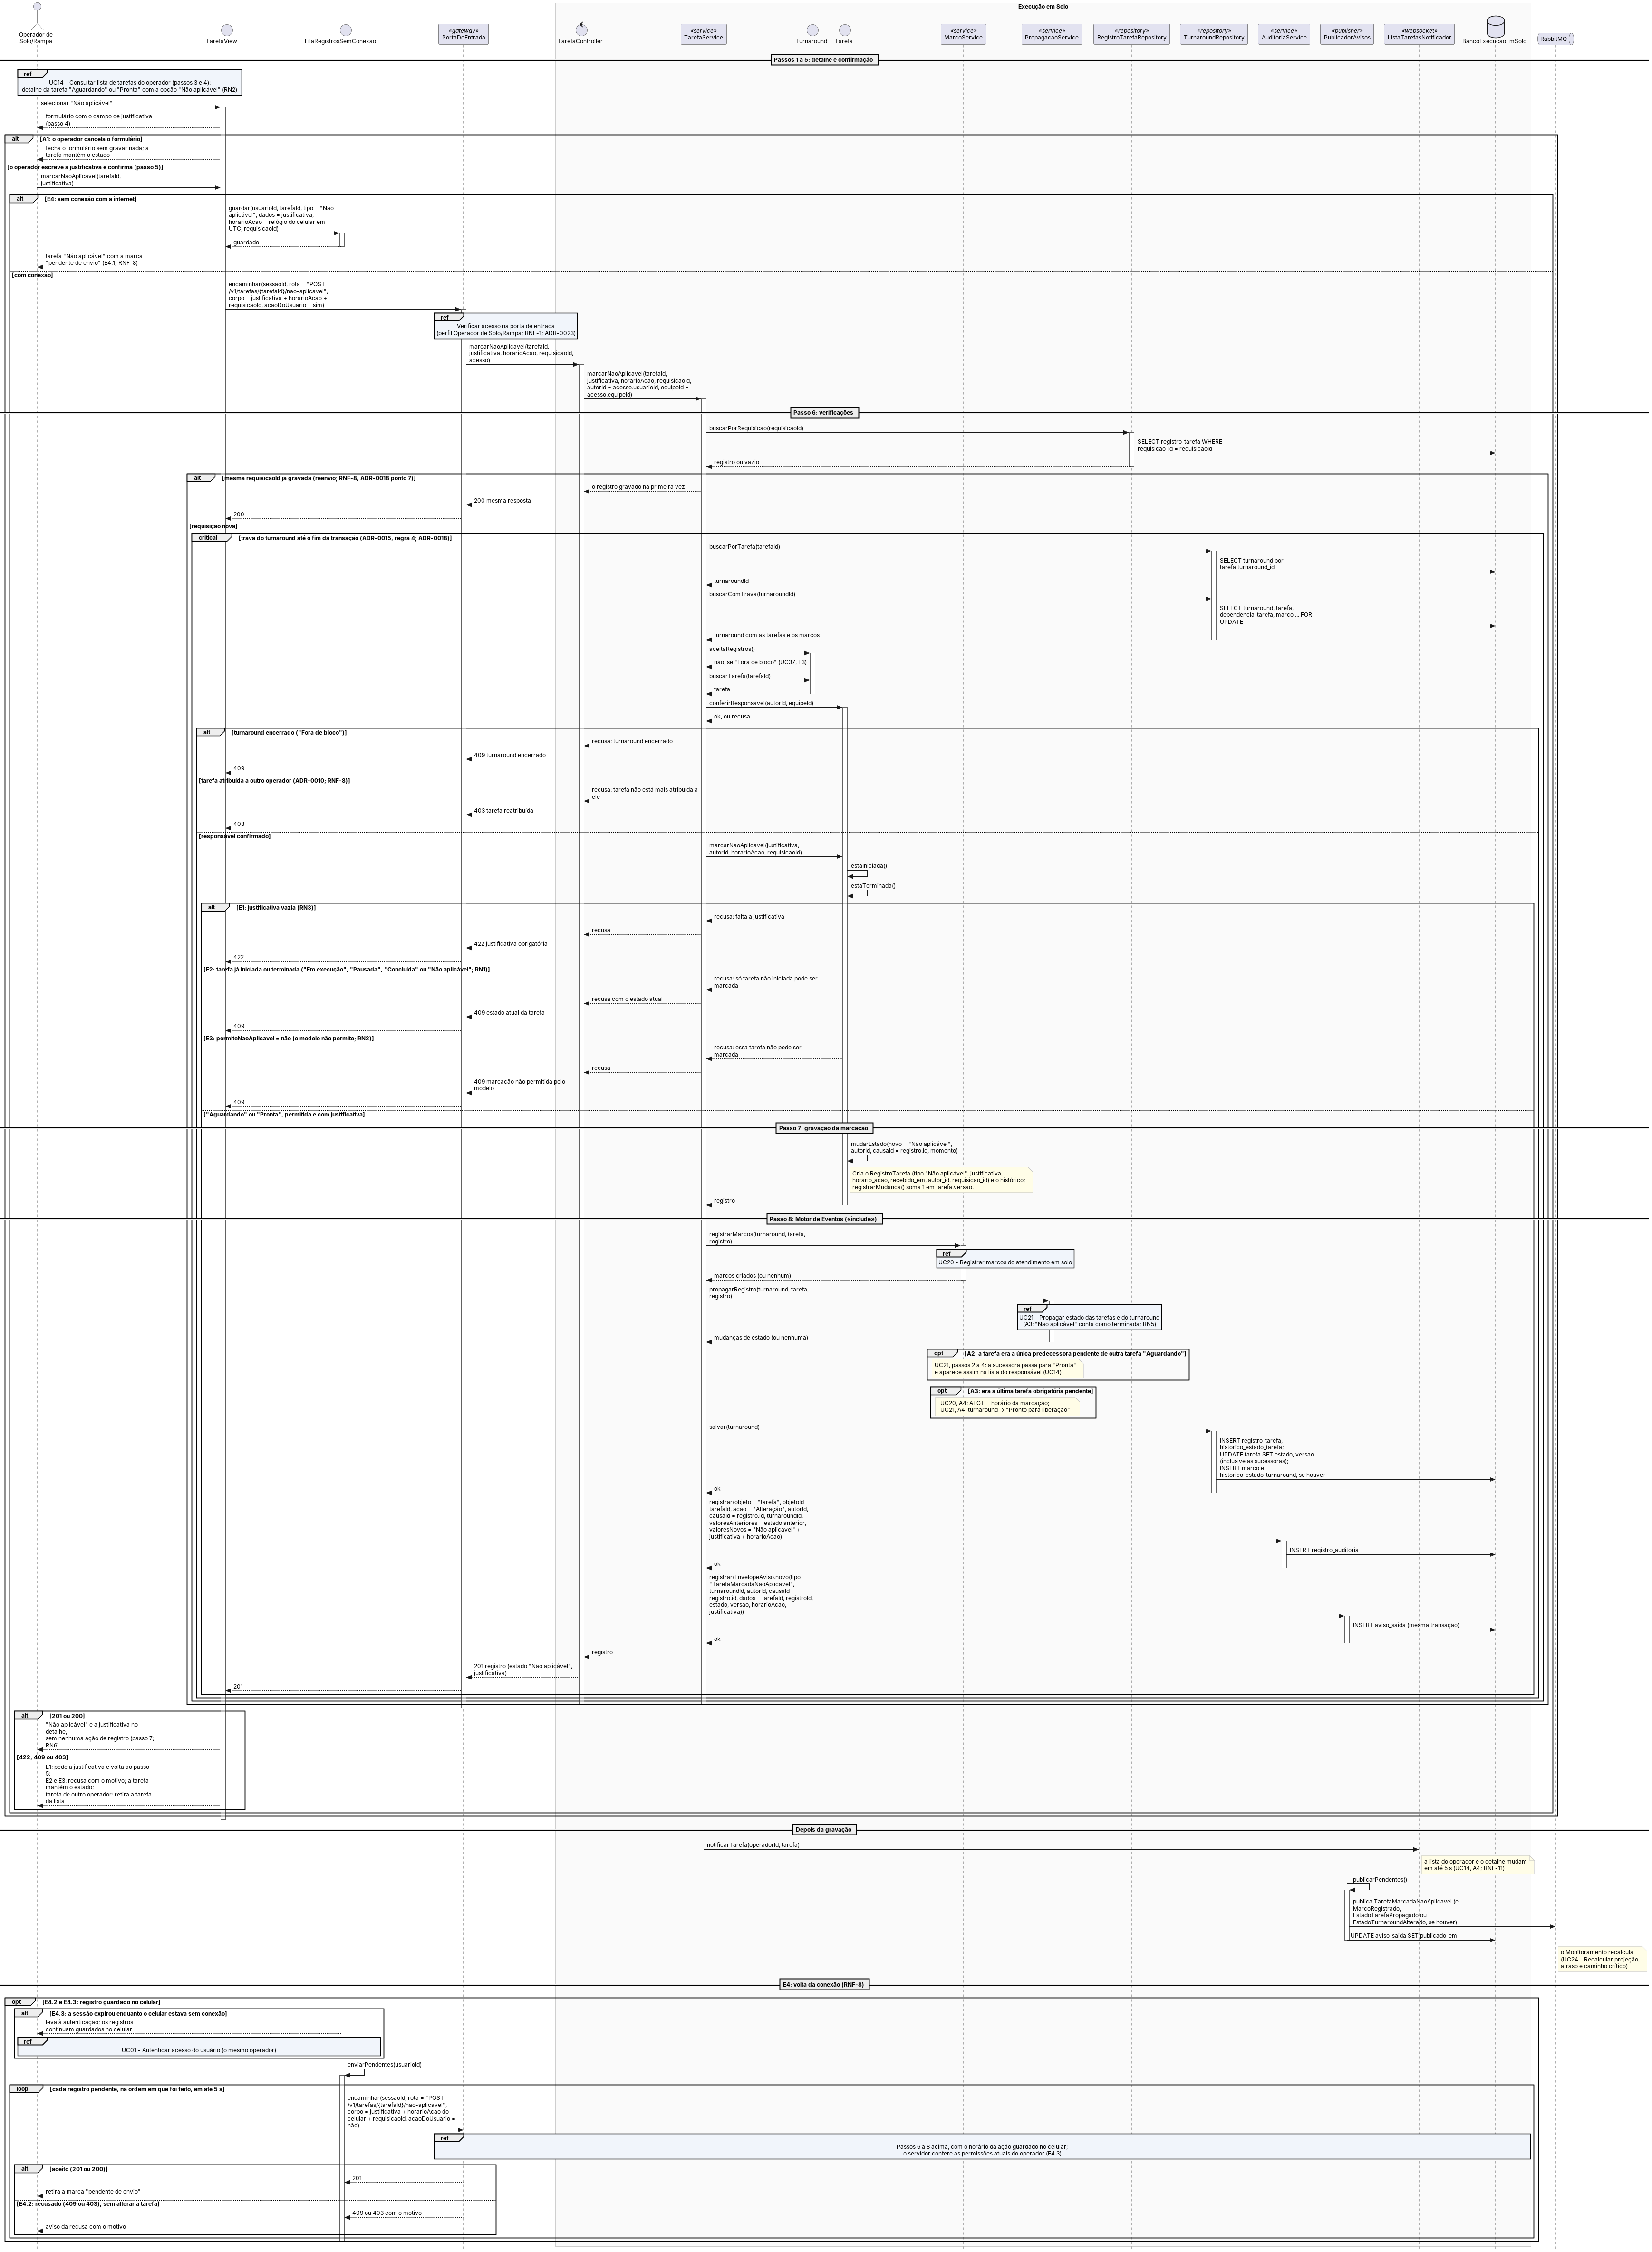 Execução em Solo
Operador de
Solo/Rampa
TarefaView
FilaRegistrosSemConexao
«gateway»
PortaDeEntrada
TarefaController
«service»
TarefaService
Turnaround
Tarefa
«service»
MarcoService
«service»
PropagacaoService
«repository»
RegistroTarefaRepository
«repository»
TurnaroundRepository
«service»
AuditoriaService
«publisher»
PublicadorAvisos
«websocket»
ListaTarefasNotificador
BancoExecucaoEmSolo
RabbitMQ
Passos 1 a 5: detalhe e confirmação
ref
UC14 - Consultar lista de tarefas do operador (passos 3 e 4):
detalhe da tarefa "Aguardando" ou "Pronta" com a opção "Não aplicável" (RN2)
selecionar "Não aplicável"
formulário com o campo de justificativa
(passo 4)
alt
[A1: o operador cancela o formulário]
fecha o formulário sem gravar nada; a
tarefa mantém o estado
[o operador escreve a justificativa e confirma (passo 5)]
marcarNaoAplicavel(tarefaId,
justificativa)
alt
[E4: sem conexão com a internet]
guardar(usuarioId, tarefaId, tipo = "Não
aplicável", dados = justificativa,
horarioAcao = relógio do celular em
UTC, requisicaoId)
guardado
tarefa "Não aplicável" com a marca
"pendente de envio" (E4.1; RNF-8)
[com conexão]
encaminhar(sessaoId, rota = "POST
/v1/tarefas/{tarefaId}/nao-aplicavel",
corpo = justificativa + horarioAcao +
requisicaoId, acaoDoUsuario = sim)
ref
Verificar acesso na porta de entrada
(perfil Operador de Solo/Rampa; RNF-1; ADR-0023)
marcarNaoAplicavel(tarefaId,
justificativa, horarioAcao, requisicaoId,
acesso)
marcarNaoAplicavel(tarefaId,
justificativa, horarioAcao, requisicaoId,
autorId = acesso.usuarioId, equipeId =
acesso.equipeId)
Passo 6: verificações
buscarPorRequisicao(requisicaoId)
SELECT registro_tarefa WHERE
requisicao_id = requisicaoId
registro ou vazio
alt
[mesma requisicaoId já gravada (reenvio; RNF-8, ADR-0018 ponto 7)]
o registro gravado na primeira vez
200 mesma resposta
200
[requisição nova]
critical
[trava do turnaround até o fim da transação (ADR-0015, regra 4; ADR-0018)]
buscarPorTarefa(tarefaId)
SELECT turnaround por
tarefa.turnaround_id
turnaroundId
buscarComTrava(turnaroundId)
SELECT turnaround, tarefa,
dependencia_tarefa, marco ... FOR
UPDATE
turnaround com as tarefas e os marcos
aceitaRegistros()
não, se "Fora de bloco" (UC37, E3)
buscarTarefa(tarefaId)
tarefa
conferirResponsavel(autorId, equipeId)
ok, ou recusa
alt
[turnaround encerrado ("Fora de bloco")]
recusa: turnaround encerrado
409 turnaround encerrado
409
[tarefa atribuída a outro operador (ADR-0010; RNF-8)]
recusa: tarefa não está mais atribuída a
ele
403 tarefa reatribuída
403
[responsável confirmado]
marcarNaoAplicavel(justificativa,
autorId, horarioAcao, requisicaoId)
estaIniciada()
estaTerminada()
alt
[E1: justificativa vazia (RN3)]
recusa: falta a justificativa
recusa
422 justificativa obrigatória
422
[E2: tarefa já iniciada ou terminada ("Em execução", "Pausada", "Concluída" ou "Não aplicável"; RN1)]
recusa: só tarefa não iniciada pode ser
marcada
recusa com o estado atual
409 estado atual da tarefa
409
[E3: permiteNaoAplicavel = não (o modelo não permite; RN2)]
recusa: essa tarefa não pode ser
marcada
recusa
409 marcação não permitida pelo
modelo
409
["Aguardando" ou "Pronta", permitida e com justificativa]
Passo 7: gravação da marcação
mudarEstado(novo = "Não aplicável",
autorId, causaId = registro.id, momento)
Cria o RegistroTarefa (tipo "Não aplicável", justificativa,
horario_acao, recebido_em, autor_id, requisicao_id) e o histórico;
registrarMudanca() soma 1 em tarefa.versao.
registro
Passo 8: Motor de Eventos («include»)
registrarMarcos(turnaround, tarefa,
registro)
ref
UC20 - Registrar marcos do atendimento em solo
marcos criados (ou nenhum)
propagarRegistro(turnaround, tarefa,
registro)
ref
UC21 - Propagar estado das tarefas e do turnaround
(A3: "Não aplicável" conta como terminada; RN5)
mudanças de estado (ou nenhuma)
opt
[A2: a tarefa era a única predecessora pendente de outra tarefa "Aguardando"]
UC21, passos 2 a 4: a sucessora passa para "Pronta"
e aparece assim na lista do responsável (UC14)
opt
[A3: era a última tarefa obrigatória pendente]
UC20, A4: AEGT = horário da marcação;
UC21, A4: turnaround → "Pronto para liberação"
salvar(turnaround)
INSERT registro_tarefa,
historico_estado_tarefa;
UPDATE tarefa SET estado, versao
(inclusive as sucessoras);
INSERT marco e
historico_estado_turnaround, se houver
ok
registrar(objeto = "tarefa", objetoId =
tarefaId, acao = "Alteração", autorId,
causaId = registro.id, turnaroundId,
valoresAnteriores = estado anterior,
valoresNovos = "Não aplicável" +
justificativa + horarioAcao)
INSERT registro_auditoria
ok
registrar(EnvelopeAviso.novo(tipo =
"TarefaMarcadaNaoAplicavel",
turnaroundId, autorId, causaId =
registro.id, dados = tarefaId, registroId,
estado, versao, horarioAcao,
justificativa))
INSERT aviso_saida (mesma transação)
ok
registro
201 registro (estado "Não aplicável",
justificativa)
201
alt
[201 ou 200]
"Não aplicável" e a justificativa no
detalhe,
sem nenhuma ação de registro (passo 7;
RN6)
[422, 409 ou 403]
E1: pede a justificativa e volta ao passo
5;
E2 e E3: recusa com o motivo; a tarefa
mantém o estado;
tarefa de outro operador: retira a tarefa
da lista
Depois da gravação
notificarTarefa(operadorId, tarefa)
a lista do operador e o detalhe mudam
em até 5 s (UC14, A4; RNF-11)
publicarPendentes()
publica TarefaMarcadaNaoAplicavel (e
MarcoRegistrado,
EstadoTarefaPropagado ou
EstadoTurnaroundAlterado, se houver)
UPDATE aviso_saida SET publicado_em
o Monitoramento recalcula
(UC24 - Recalcular projeção,
atraso e caminho crítico)
E4: volta da conexão (RNF-8)
opt
[E4.2 e E4.3: registro guardado no celular]
alt
[E4.3: a sessão expirou enquanto o celular estava sem conexão]
leva à autenticação; os registros
continuam guardados no celular
ref
UC01 - Autenticar acesso do usuário (o mesmo operador)
enviarPendentes(usuarioId)
loop
[cada registro pendente, na ordem em que foi feito, em até 5 s]
encaminhar(sessaoId, rota = "POST
/v1/tarefas/{tarefaId}/nao-aplicavel",
corpo = justificativa + horarioAcao do
celular + requisicaoId, acaoDoUsuario =
não)
ref
Passos 6 a 8 acima, com o horário da ação guardado no celular;
o servidor confere as permissões atuais do operador (E4.3)
alt
[aceito (201 ou 200)]
201
retira a marca "pendente de envio"
[E4.2: recusado (409 ou 403), sem alterar a tarefa]
409 ou 403 com o motivo
aviso da recusa com o motivo